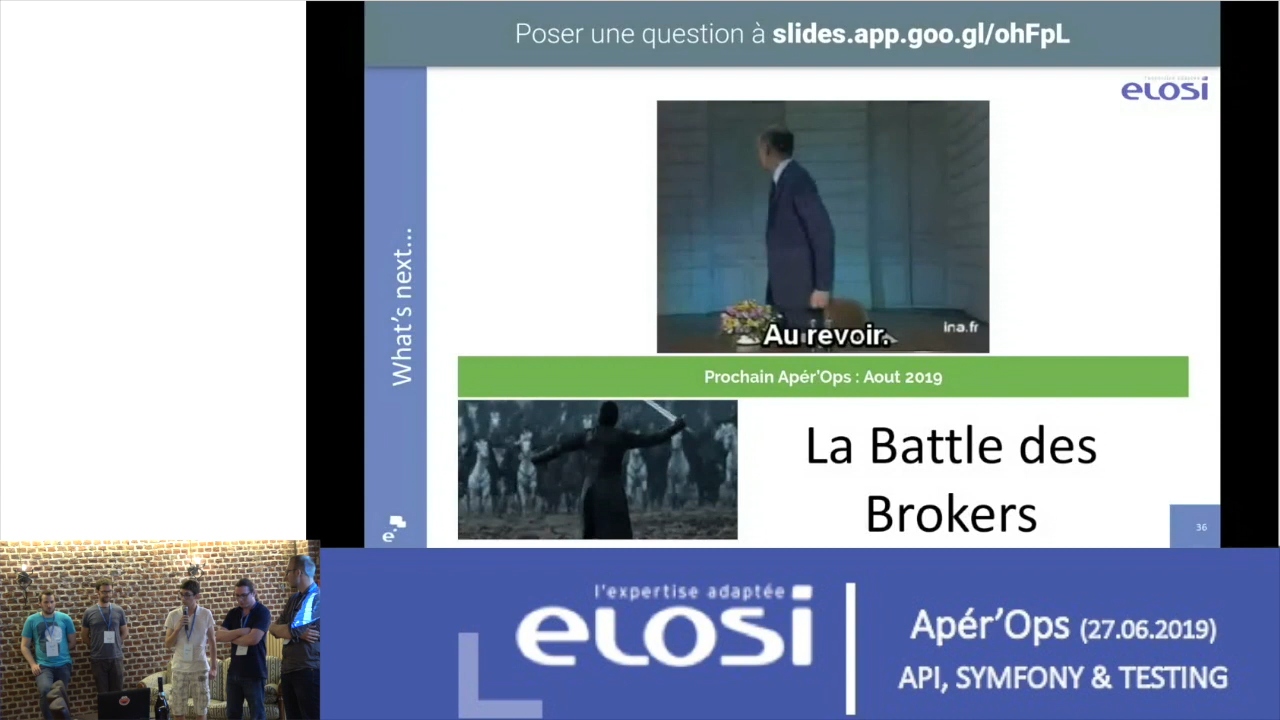 Poser une question à slides.app.goo.gl/ohFpL
elosi
What's next...
Au revoir.
ina.fr
Prochain Apér'Ops : Aout 2019
La Battle des
Brokers
e.
36
l'expertise adaptée
elosi
Apér'Ops (27.06.2019)
API, SYMFONY & TESTING